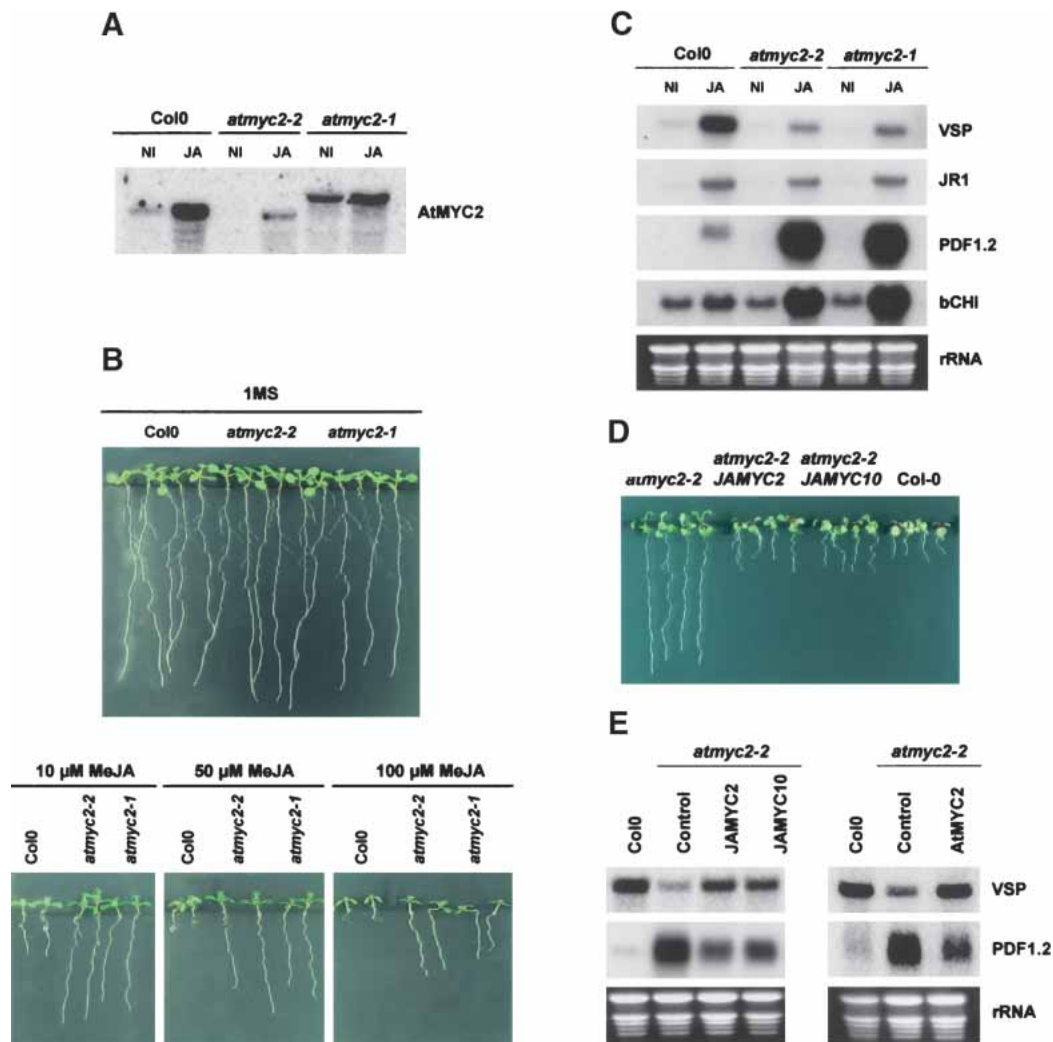 A
Col0 atmyc2-2 atmyc2-1
NI JA NI JA NI JA
AtMYC2
B
1MS
Col0 atmyc2-2 atmyc2-1
10 µM MeJA 50 µM MeJA 100 µM MeJA
Col0 atmyc2-2 atmyc2-1 Col0 atmyc2-2 atmyc2-1 Col0 atmyc2-2 atmyc2-1
C
Col0 atmyc2-2 atmyc2-1
NI JA NI JA NI JA
VSP
JR1
PDF1.2
bCHI
rRNA
D
atmyc2-2 atmyc2-2 atmyc2-2
JAMYC2 JAMYC10 Col-0
E
atmyc2-2 atmyc2-2
Col0 Control JAMYC2 JAMYC10 Col0 Control AtMYC2
VSP
PDF1.2
rRNA